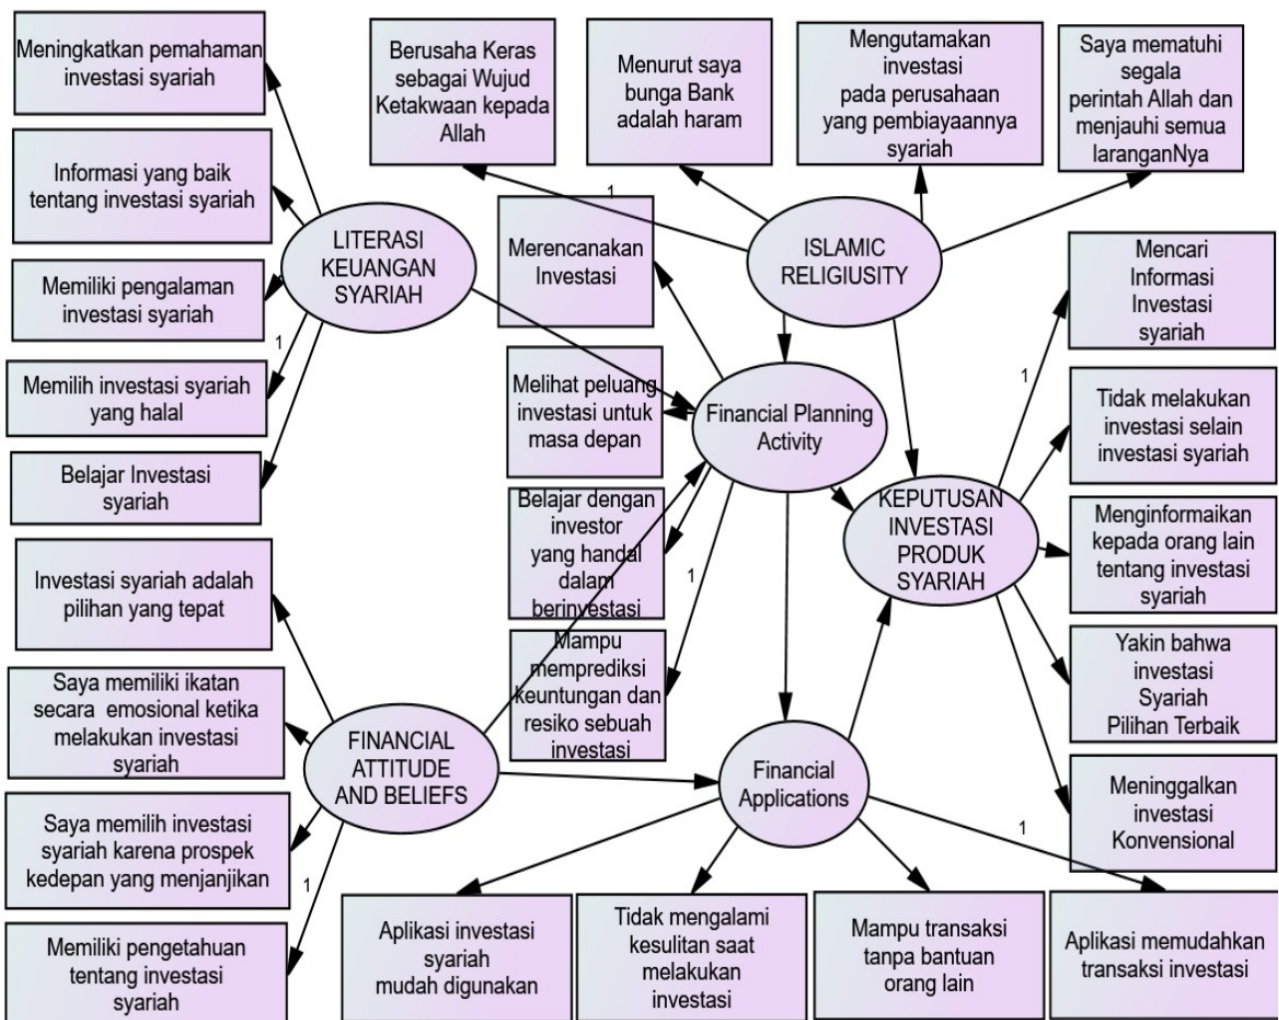 Meningkatkan pemahaman
investasi syariah
Informasi yang baik
tentang investasi syariah
Memiliki pengalaman
investasi syariah
1
Memilih investasi syariah
yang halal
Belajar Investasi
syariah
LITERASI
KEUANGAN
SYARIAH
Berusaha Keras
sebagai Wujud
Ketakwaan kepada
Allah
Menurut saya
bunga Bank
adalah haram
Mengutamakan
investasi
pada perusahaan
yang pembiayaannya
syariah
Saya mematuhi
segala
perintah Allah dan
menjauhi semua
laranganNya
1
ISLAMIC
RELIGIUSITY
Merencanakan
Investasi
Melihat peluang
investasi untuk
masa depan
Belajar dengan
investor
yang handal
dalam
berinvestasi
1
Mampu
memprediksi
keuntungan dan
resiko sebuah
investasi
Financial Planning
Activity
KEPUTUSAN
INVESTASI
PRODUK
SYARIAH
Mencari
Informasi
Investasi
syariah
1
Tidak melakukan
investasi selain
investasi syariah
Menginformaikan
kepada orang lain
tentang investasi
syariah
Yakin bahwa
investasi
Syariah
Pilihan Terbaik
Meninggalkan
investasi
Konvensional
Investasi syariah adalah
pilihan yang tepat
Saya memiliki ikatan
secara emosional ketika
melakukan investasi
syariah
Saya memilih investasi
syariah karena prospek
kedepan yang menjanjikan
1
Memiliki pengetahuan
tentang investasi
syariah
FINANCIAL
ATTITUDE
AND BELIEFS
Financial
Applications
1
Aplikasi investasi
syariah
mudah digunakan
Tidak mengalami
kesulitan saat
melakukan
investasi
Mampu transaksi
tanpa bantuan
orang lain
Aplikasi memudahkan
transaksi investasi